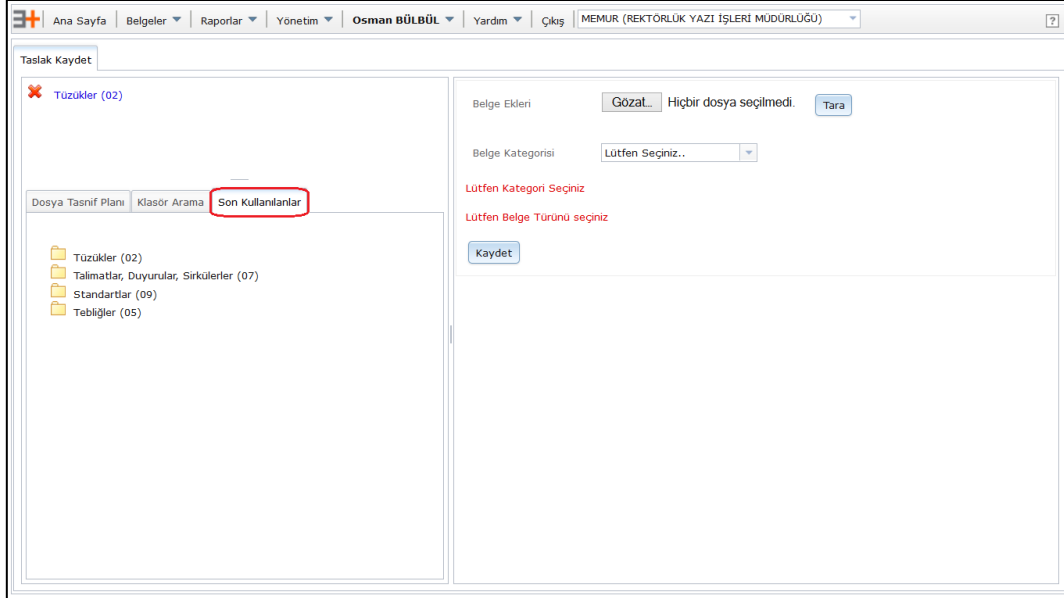 Ana Sayfa Belgeler Raporlar Yönetim Osman BÜLBÜL Yardım Çıkış MEMUR (REKTÖRLÜK YAZI İŞLERİ MÜDÜRLÜĞÜ) ?
Taslak Kaydet
Tüzükler (02)
Dosya Tasnif Planı Klasör Arama Son Kullanılanlar
Tüzükler (02)
Talimatlar, Duyurular, Sirkülerler (07)
Standartlar (09)
Tebliğler (05)
Belge Ekleri Gözat... Hiçbir dosya seçilmedi. Tara
Belge Kategorisi Lütfen Seçiniz..
Lütfen Kategori Seçiniz
Lütfen Belge Türünü seçiniz
Kaydet